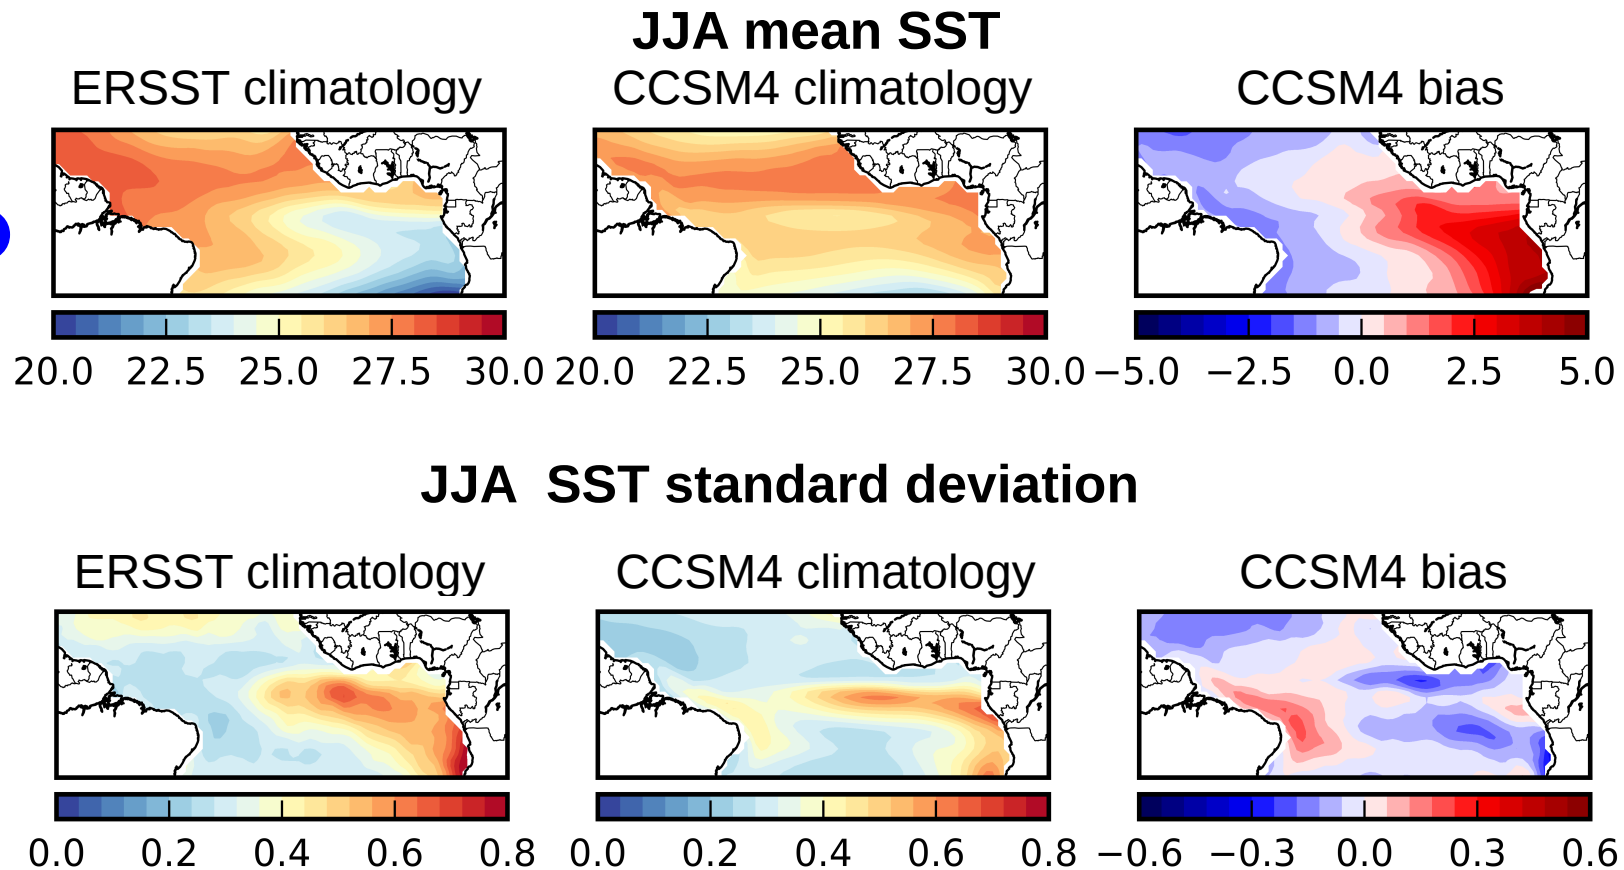 JJA mean SST
ERSST climatology CCSM4 climatology CCSM4 bias
20.0 22.5 25.0 27.5 30.0 20.0 22.5 25.0 27.5 30.0 −5.0 −2.5 0.0 2.5 5.0
JJA SST standard deviation
ERSST climatology CCSM4 climatology CCSM4 bias
0.0 0.2 0.4 0.6 0.8 0.0 0.2 0.4 0.6 0.8 −0.6 −0.3 0.0 0.3 0.6